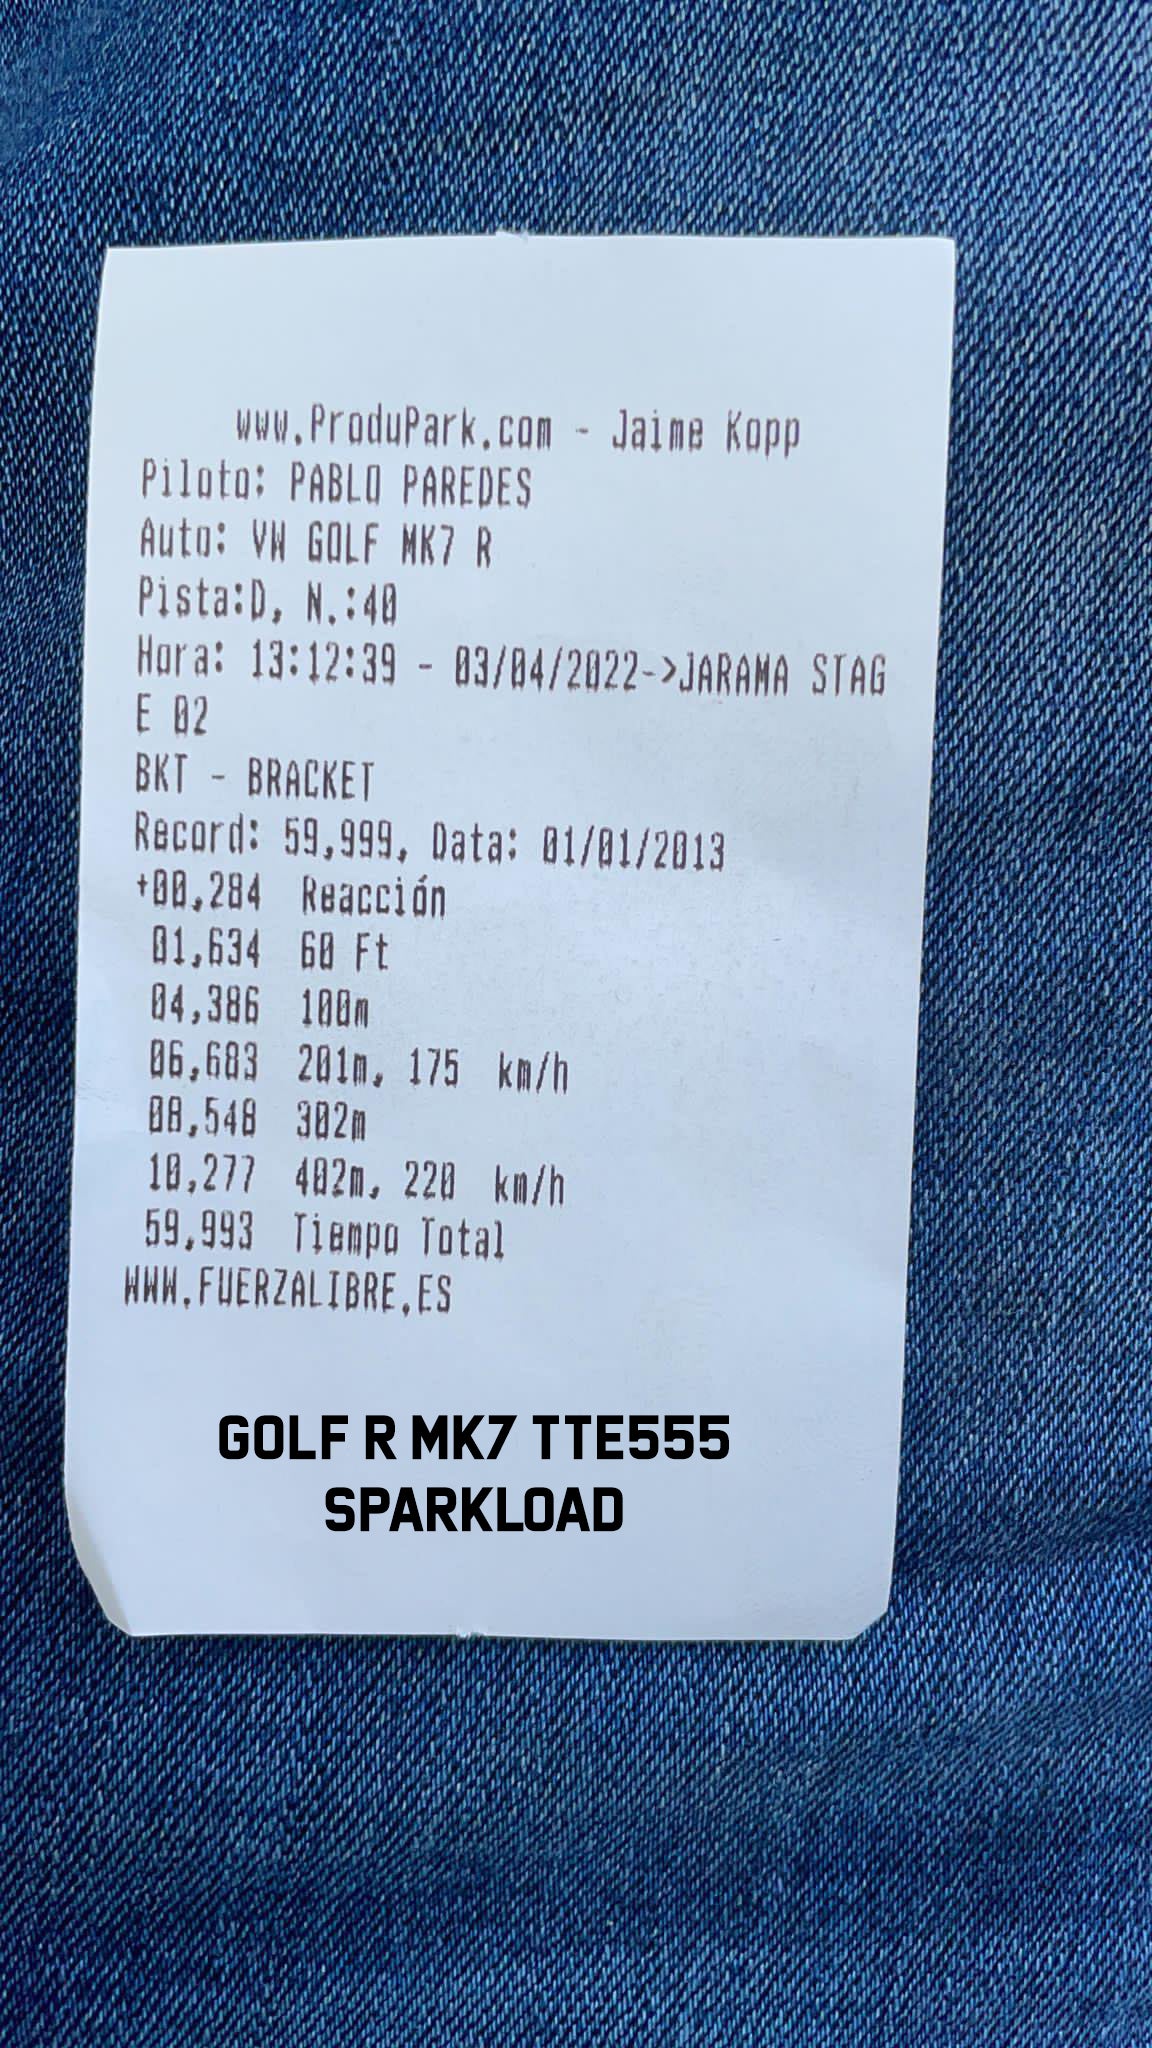 www.ProduPark.com - Jaime Kopp
Piloto: PABLO PAREDES
Auto: VW GOLF MK7 R
Pista:D, N.:40
Hora: 13:12:39 - 03/04/2022->JARAMA STAG
E 02
BKT - BRACKET
Record: 59,999, Data: 01/01/2013
+00,284 Reacción
01,634 60 Ft
04,386 100m
06,683 201m, 175 km/h
08,548 302m
10,277 402m, 220 km/h
59,993 Tiempo Total
WWW.FUERZALIBRE.ES
GOLF R MK7 TTE555
SPARKLOAD